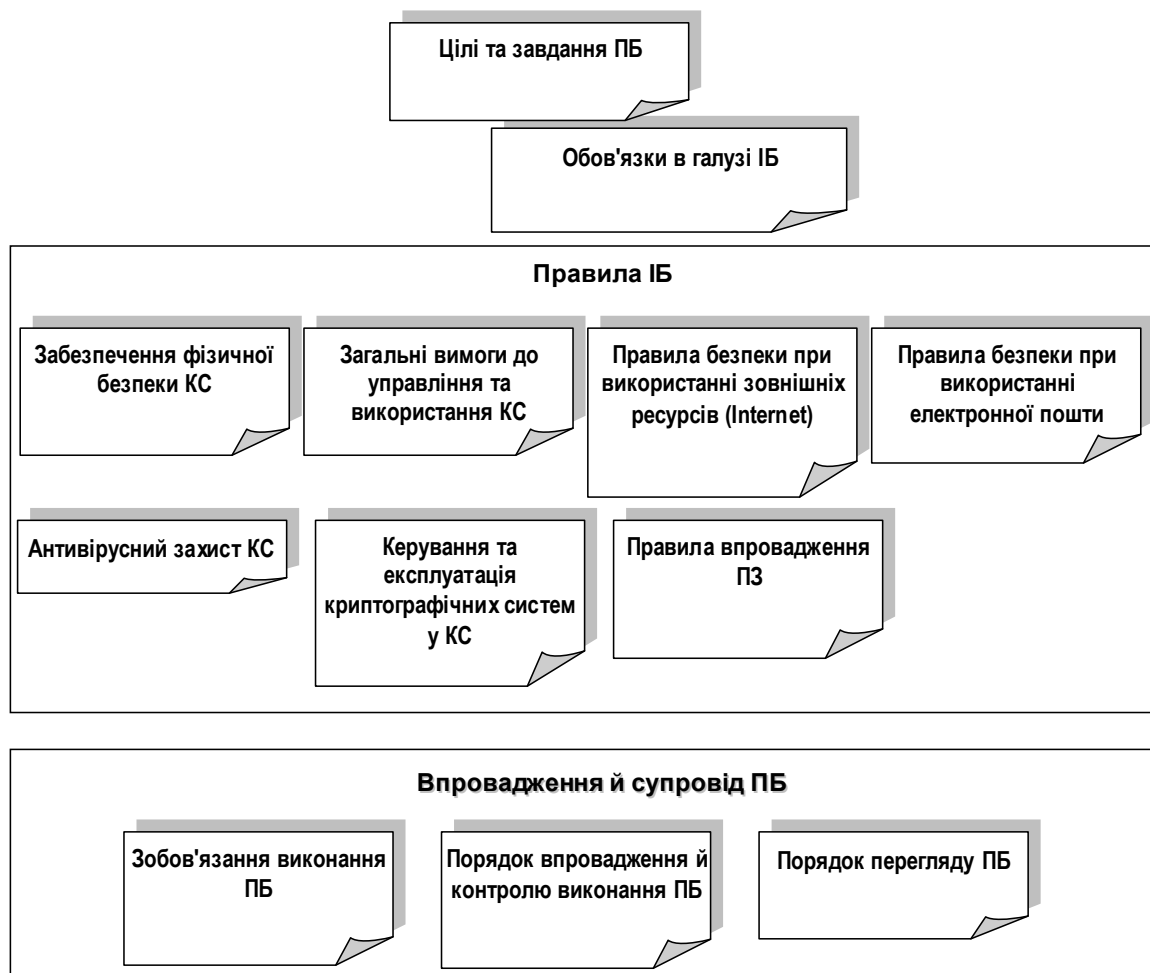 Цілі та завдання ПБ
Обов'язки в галузі ІБ
Правила ІБ
Забезпечення фізичної
безпеки КС
Загальні вимоги до
управління та
використання КС
Правила безпеки при
використанні зовнішніх
ресурсів (Internet)
Правила безпеки при
використанні
електронної пошти
Антивірусний захист КС
Керування та
експлуатація
криптографічних систем
у КС
Правила впровадження
ПЗ
Впровадження й супровід ПБ
Зобов'язання виконання
ПБ
Порядок впровадження й
контролю виконання ПБ
Порядок перегляду ПБ